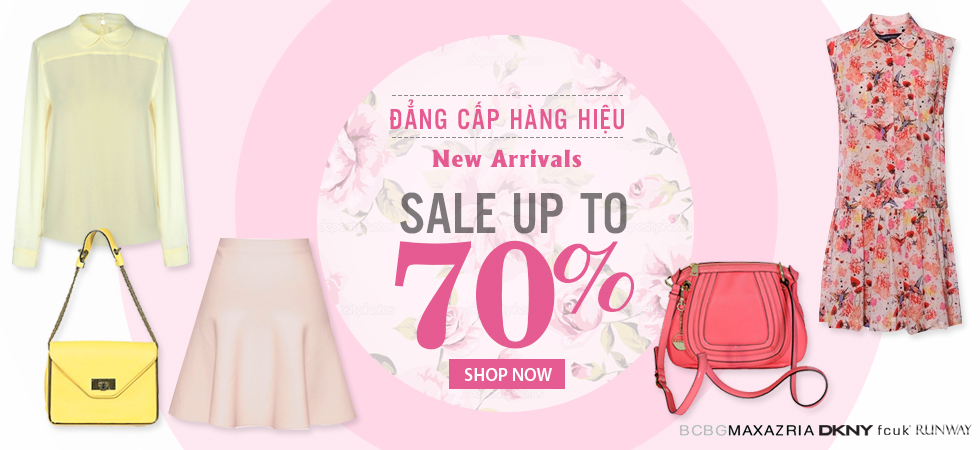 ĐẲNG CẤP HÀNG HIỆU
New Arrivals
SALE UP TO
70%
SHOP NOW
BCBGMAXAZRIA DKNY fcuk RUNWAY